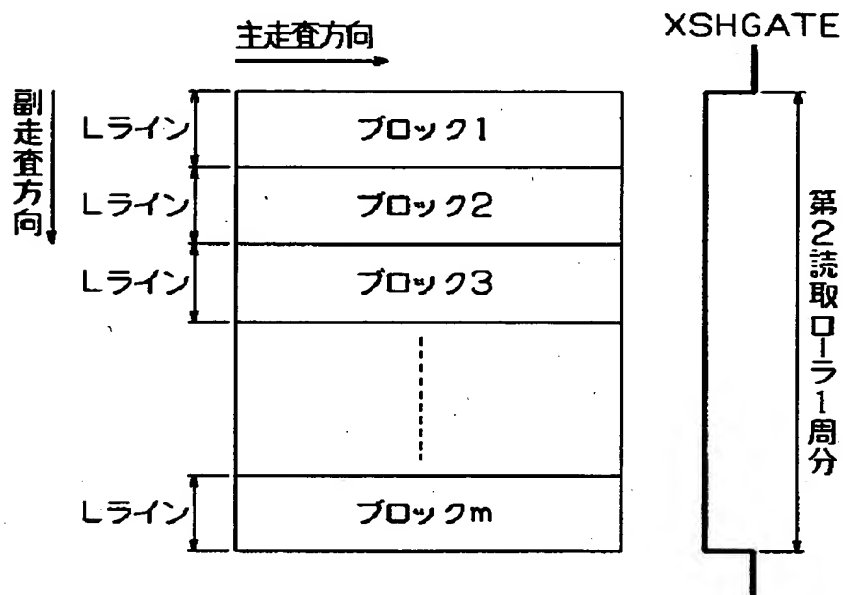 主走査方向
XSHGATE
副走査方向
Lライン
ブロック1
Lライン
ブロック2
Lライン
ブロック3
第2読取ローラ1周分
Lライン
ブロックm